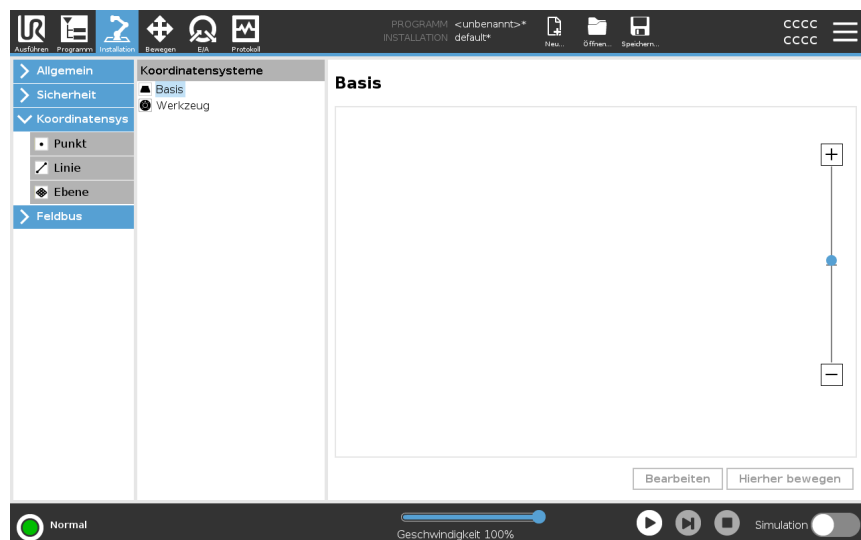 PROGRAMM <unbenannt>*
INSTALLATION default*
Ausführen Programm Installation Bewegen E/A Protokoll
Neu... Öffnen... Speichern...
CCCC
CCCC
Allgemein
Sicherheit
Koordinatensys
Punkt
Linie
Ebene
Feldbus
Koordinatensysteme
Basis
Werkzeug
Basis
+
−
Bearbeiten Hierher bewegen
Normal
Geschwindigkeit 100%
Simulation